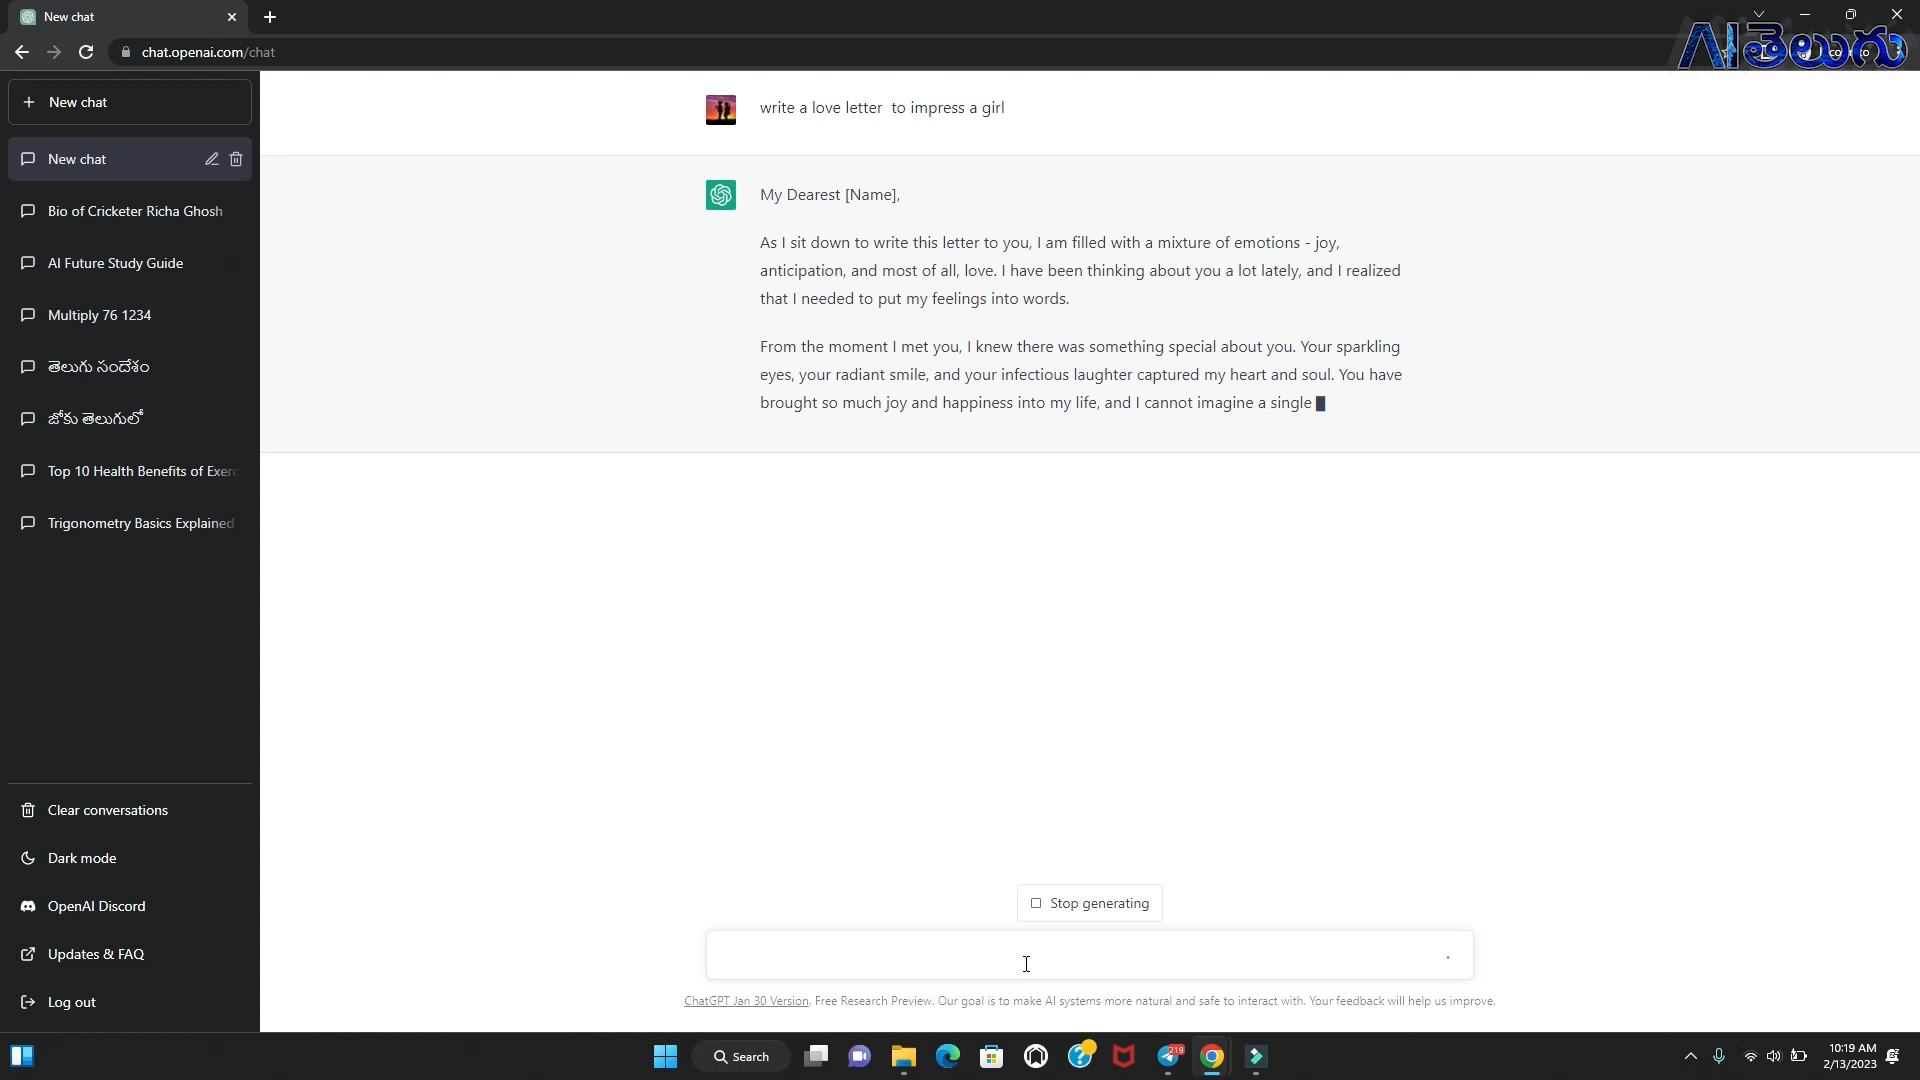 New chat
chat.openai.com/chat
AI తెలుగు
New chat
New chat
Bio of Cricketer Richa Ghosh
AI Future Study Guide
Multiply 76 1234
తెలుగు సందేశం
జోకు తెలుగులో
Top 10 Health Benefits of Exerc
Trigonometry Basics Explained
Clear conversations
Dark mode
OpenAI Discord
Updates & FAQ
Log out
write a love letter  to impress a girl
My Dearest [Name],
As I sit down to write this letter to you, I am filled with a mixture of emotions - joy,
anticipation, and most of all, love. I have been thinking about you a lot lately, and I realized
that I needed to put my feelings into words.
From the moment I met you, I knew there was something special about you. Your sparkling
eyes, your radiant smile, and your infectious laughter captured my heart and soul. You have
brought so much joy and happiness into my life, and I cannot imagine a single
Stop generating
ChatGPT Jan 30 Version. Free Research Preview. Our goal is to make AI systems more natural and safe to interact with. Your feedback will help us improve.
Search
219
10:19 AM
2/13/2023